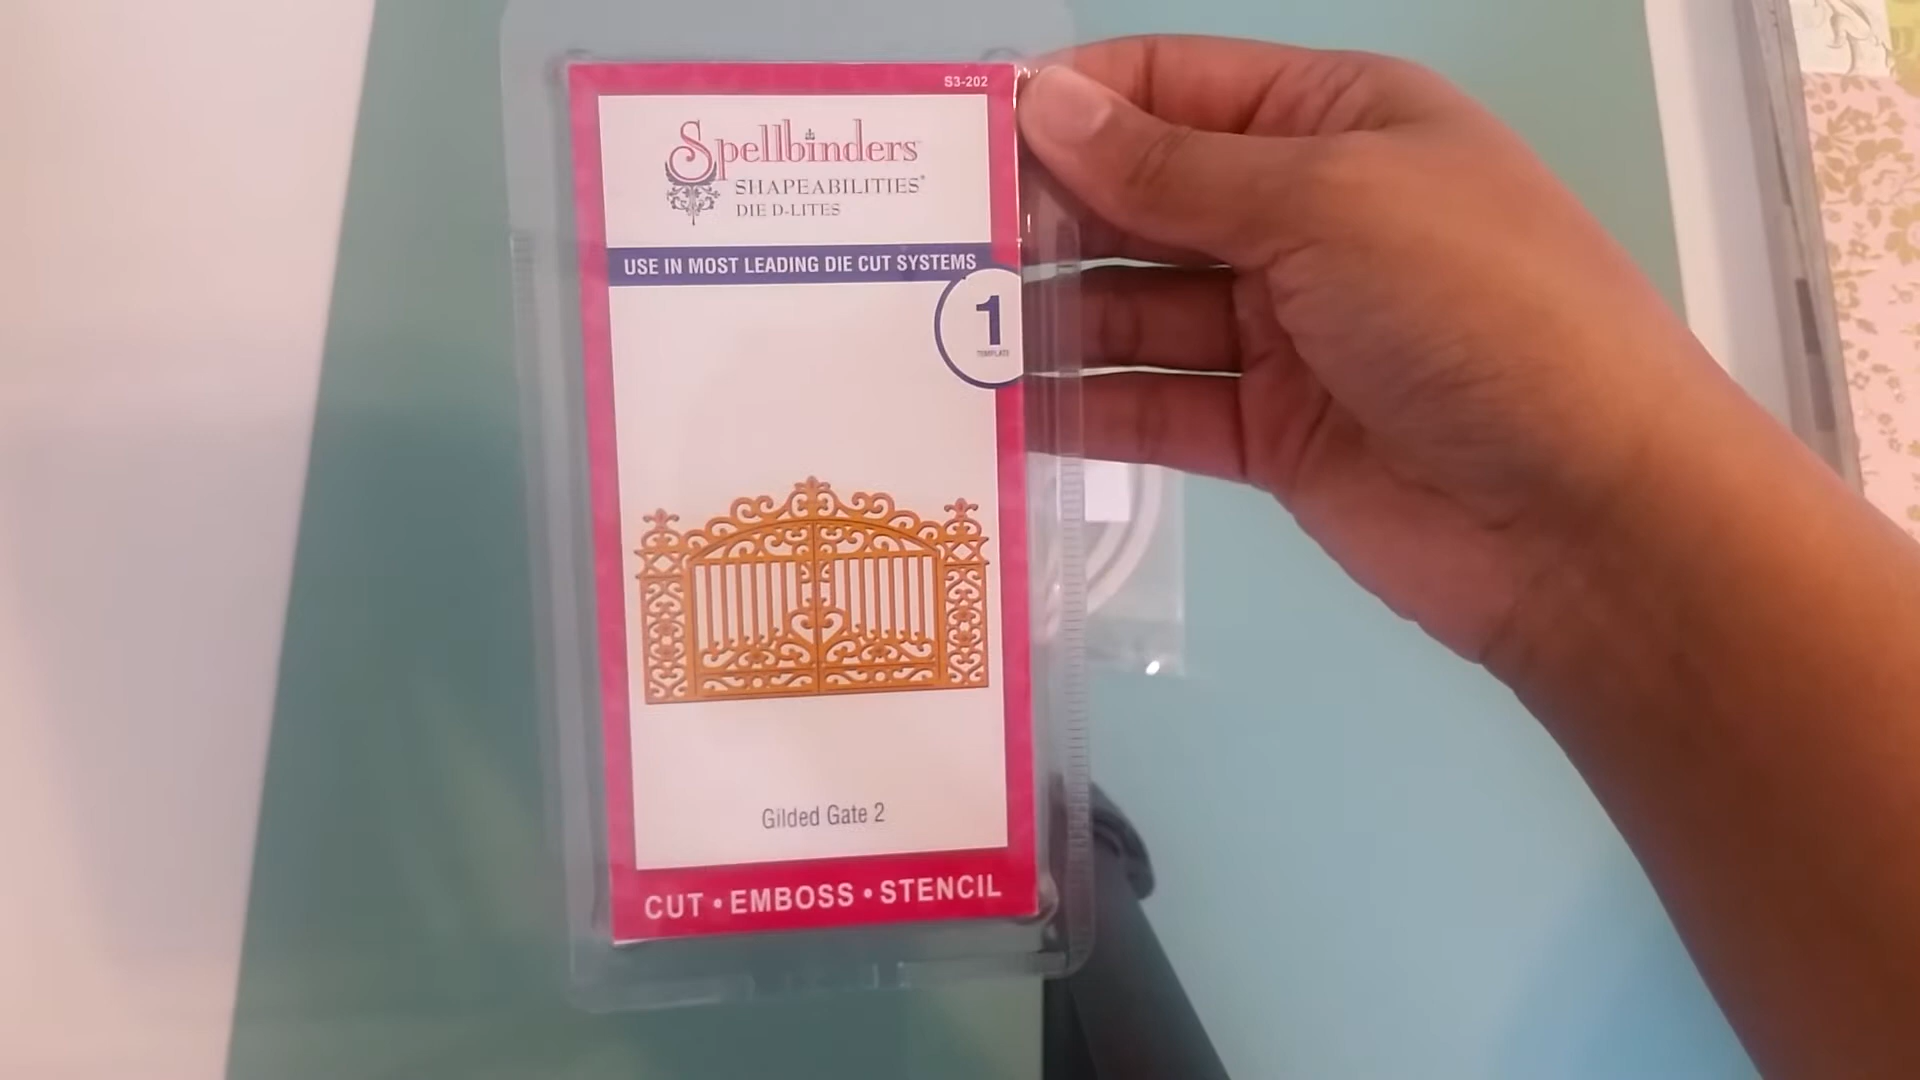 S3-202
Spellbinders
SHAPEABILITIES®
DIE D-LITES
USE IN MOST LEADING DIE CUT SYSTEMS
1
TEMPLATE
Gilded Gate 2
CUT • EMBOSS • STENCIL